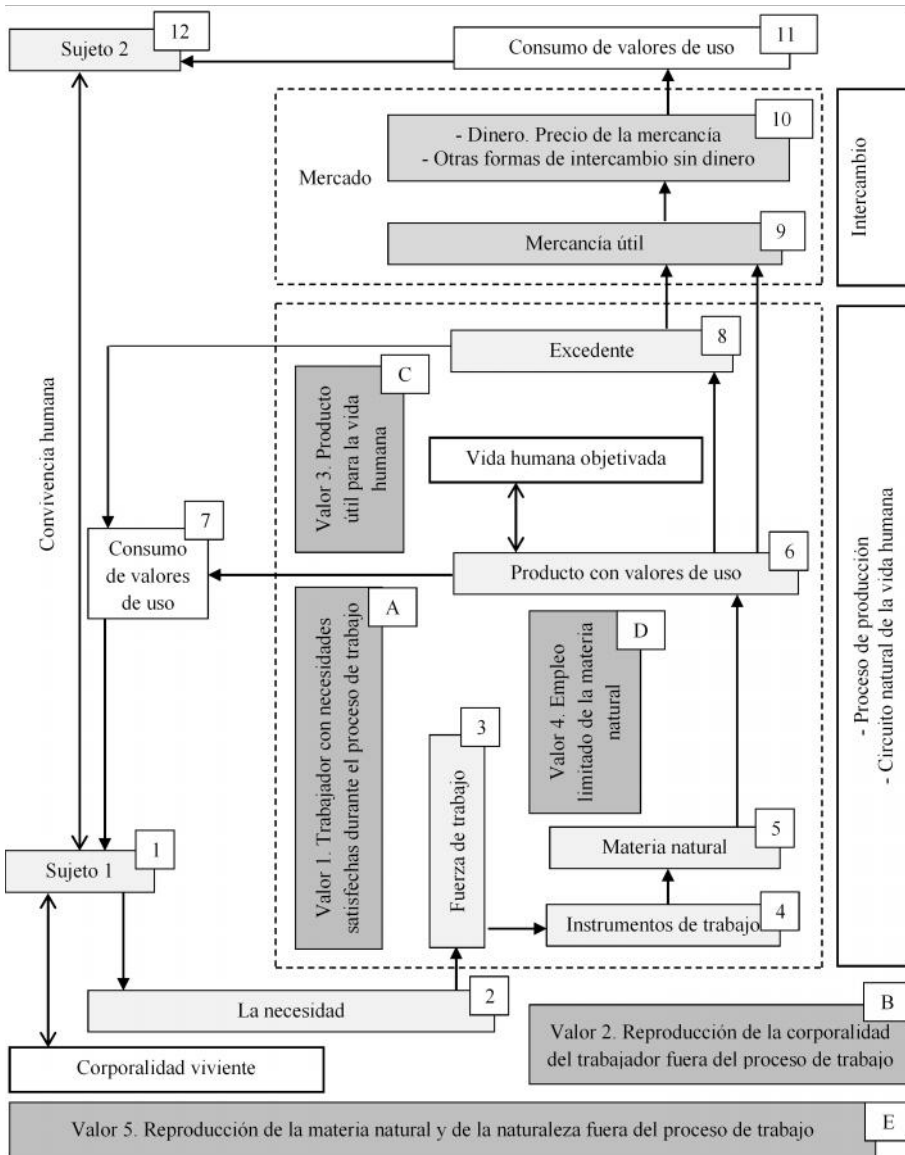 Sujeto 2
12
Consumo de valores de uso
11
Mercado
- Dinero. Precio de la mercancía
- Otras formas de intercambio sin dinero
10
Intercambio
Mercancía útil
9
Excedente
8
Convivencia humana
Valor 3. Producto
útil para la vida
humana
C
Vida humana objetivada
7
Consumo
de valores
de uso
Producto con valores de uso
6
- Proceso de producción
- Circuito natural de la vida humana
Valor 1. Trabajador con necesidades
satisfechas durante el proceso de trabajo
A
Valor 4. Empleo
limitado de la materia
natural
D
Fuerza de trabajo
3
Materia natural
5
Sujeto 1
1
Instrumentos de trabajo
4
La necesidad
2
Valor 2. Reproducción de la corporalidad
del trabajador fuera del proceso de trabajo
B
Corporalidad viviente
Valor 5. Reproducción de la materia natural y de la naturaleza fuera del proceso de trabajo
E